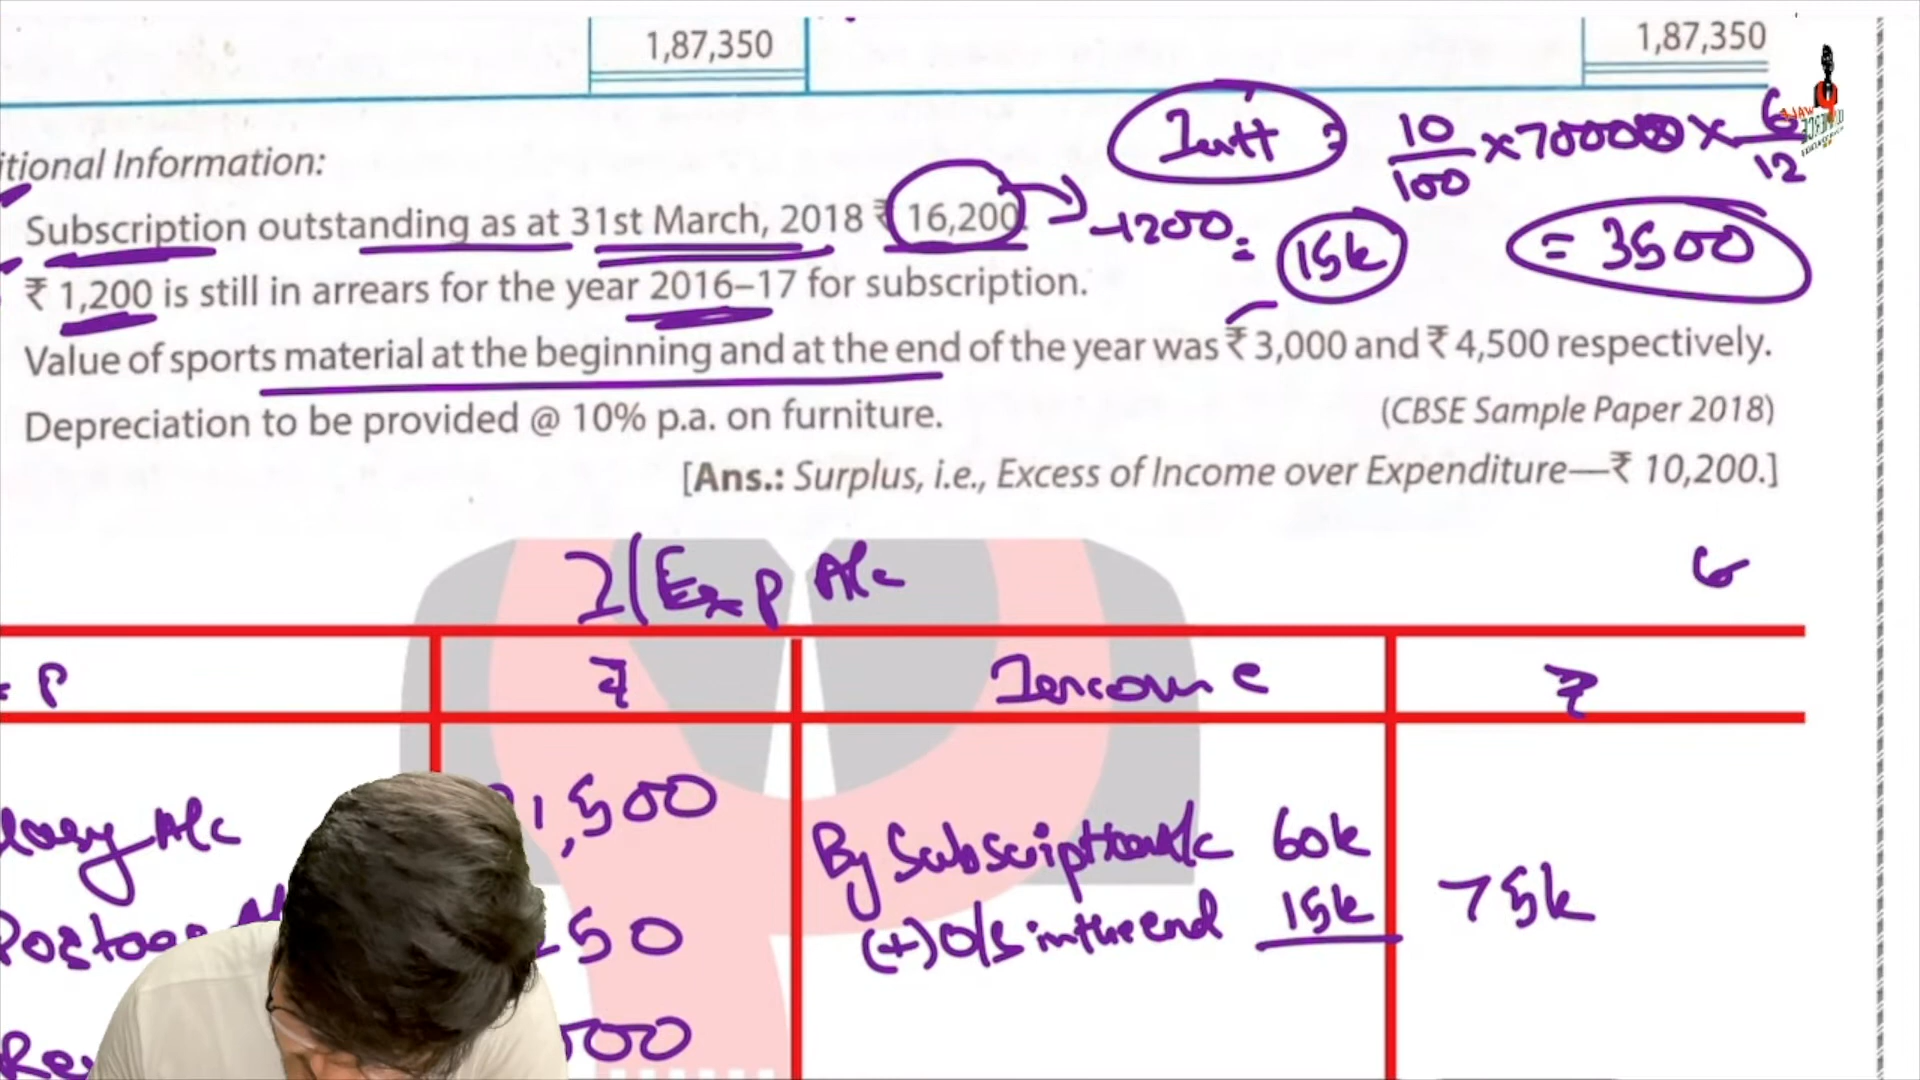 1,87,350 1,87,350
itional Information:
Intt = 10/100 × 70000 × 6/12
Subscription outstanding as at 31st March, 2018 ₹ 16,200. → -1200 = 15k = 3500
₹ 1,200 is still in arrears for the year 2016–17 for subscription.
Value of sports material at the beginning and at the end of the year was ₹ 3,000 and ₹ 4,500 respectively.
Depreciation to be provided @ 10% p.a. on furniture. (CBSE Sample Paper 2018)
[Ans.: Surplus, i.e., Excess of Income over Expenditure—₹ 10,200.]
I/Exp A/c
P ₹ Income ₹
A/c 1,500 By Subscription A/c 60k
50 (+) O/S in the end 15k 75k